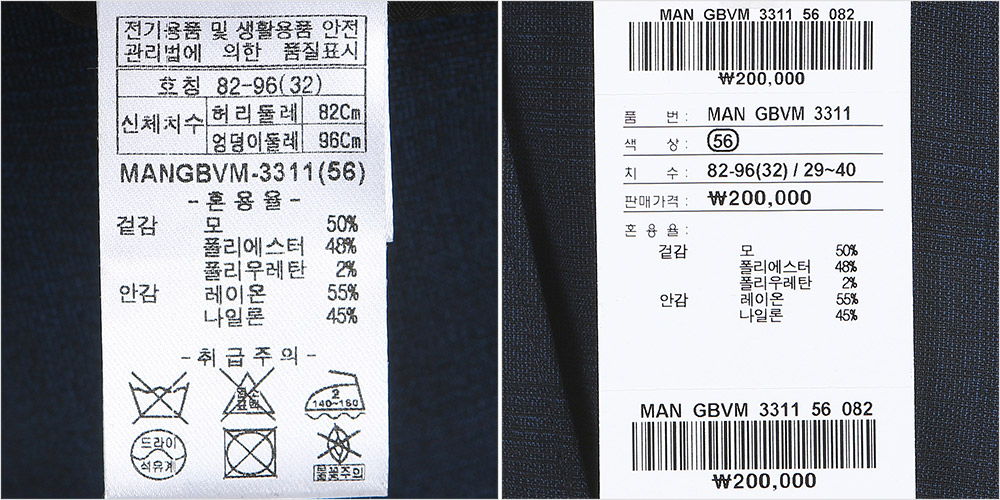 전기용품 및 생활용품 안전
관리법에 의한 품질표시
호칭 82-96(32)
신체치수 허리둘레 82Cm
엉덩이둘레 96Cm
MANGBVM-3311(56)
- 혼용율 -
겉감 모 50%
폴리에스터 48%
폴리우레탄 2%
안감 레이온 55%
나일론 45%
- 취급주의 -
염소
표백
2
140~160
드라이
석유계
불꽃주의
MAN GBVM 3311 56 082
₩200,000
품 번 : MAN GBVM 3311
색 상 : 56
치 수 : 82-96(32) / 29~40
판매가격 : ₩200,000
혼 용 율 :
겉감 모 50%
폴리에스터 48%
폴리우레탄 2%
안감 레이온 55%
나일론 45%
MAN GBVM 3311 56 082
₩200,000